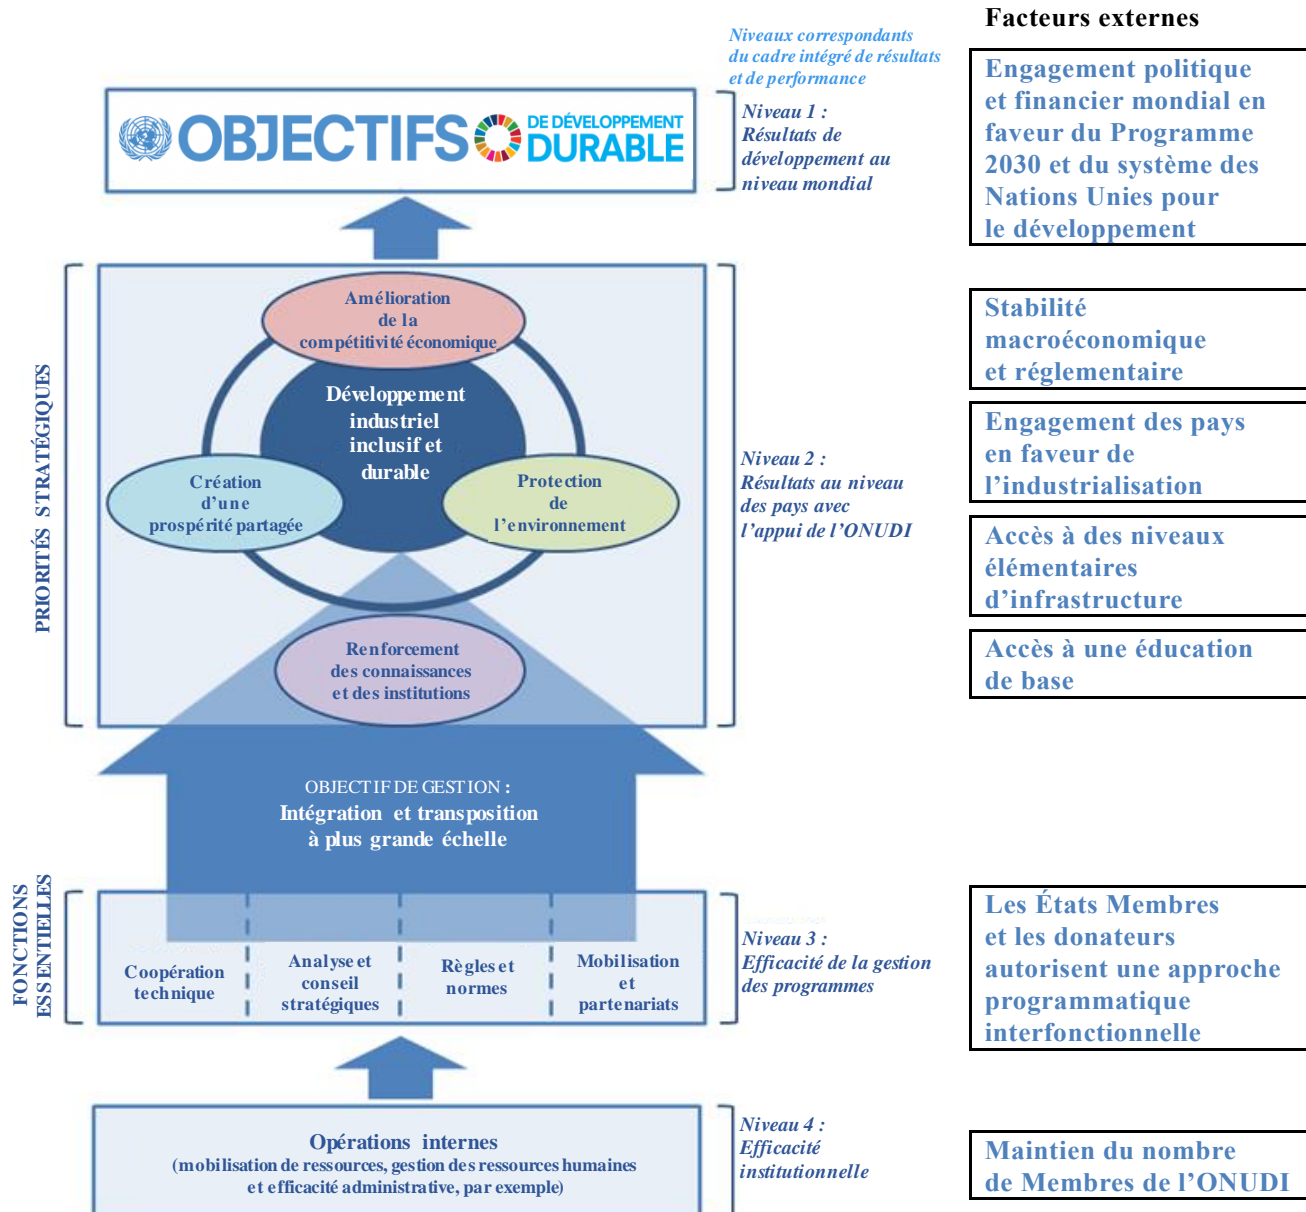 Niveaux correspondants
du cadre intégré de résultats
et de performance
OBJECTIFS
DE DÉVELOPPEMENT
DURABLE
Niveau 1 :
Résultats de
développement au
niveau mondial
PRIORITÉS STRATÉGIQUES
Amélioration
de la
compétitivité économique
Développement
industriel
inclusif et
durable
Création
d'une
prospérité partagée
Protection
de
l'environnement
Renforcement
des connaissances
et des institutions
Niveau 2 :
Résultats au niveau
des pays avec
l'appui de l'ONUDI
OBJECTIF DE GESTION :
Intégration et transposition
à plus grande échelle
FONCTIONS
ESSENTIELLES
Coopération
technique
Analyse et
conseil
stratégiques
Règles et
normes
Mobilisation
et
partenariats
Niveau 3 :
Efficacité de la gestion
des programmes
Opérations internes
(mobilisation de ressources, gestion des ressources humaines
et efficacité administrative, par exemple)
Niveau 4 :
Efficacité
institutionnelle
Facteurs externes
Engagement politique
et financier mondial en
faveur du Programme
2030 et du système des
Nations Unies pour
le développement
Stabilité
macroéconomique
et réglementaire
Engagement des pays
en faveur de
l'industrialisation
Accès à des niveaux
élémentaires
d'infrastructure
Accès à une éducation
de base
Les États Membres
et les donateurs
autorisent une approche
programmatique
interfonctionnelle
Maintien du nombre
de Membres de l'ONUDI